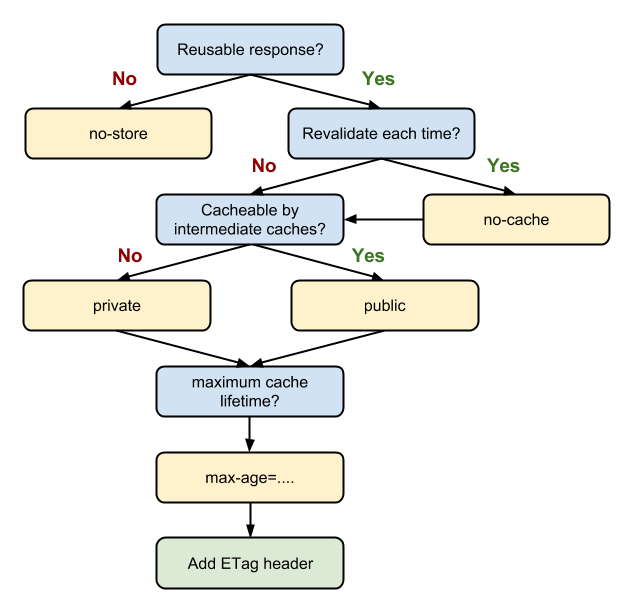 Reusable response?
No
Yes
no-store
Revalidate each time?
No
Yes
Cacheable by
intermediate caches?
no-cache
No
Yes
private
public
maximum cache
lifetime?
max-age=....
Add ETag header